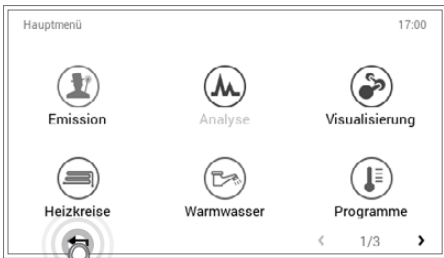 Hauptmenü 17:00
Emission Analyse Visualisierung
Heizkreise Warmwasser Programme
1/3